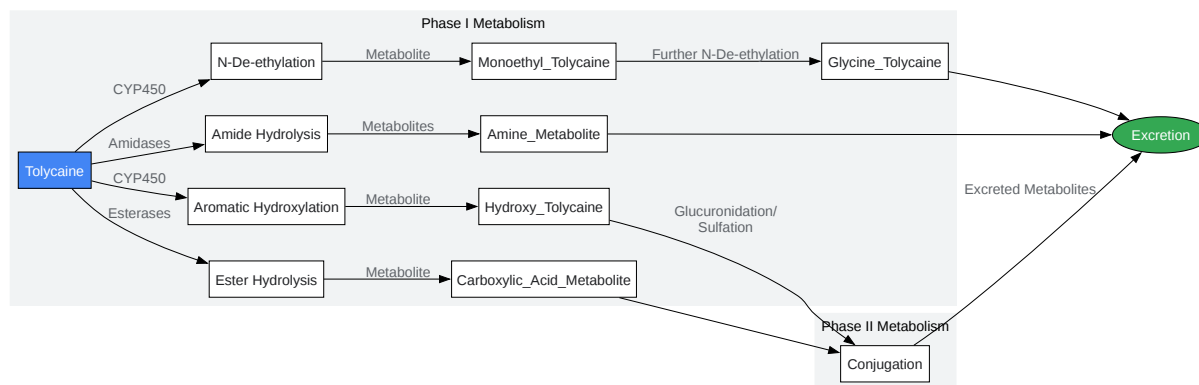 Phase I Metabolism
N-De-ethylation
Metabolite
Monoethyl_Tolycaine
Further N-De-ethylation
Glycine_Tolycaine
CYP450
Amide Hydrolysis
Metabolites
Amine_Metabolite
Excretion
Amidases
Tolycaine
CYP450
Aromatic Hydroxylation
Metabolite
Hydroxy_Tolycaine
Glucuronidation/
Sulfation
Excreted Metabolites
Esterases
Ester Hydrolysis
Metabolite
Carboxylic_Acid_Metabolite
Phase II Metabolism
Conjugation